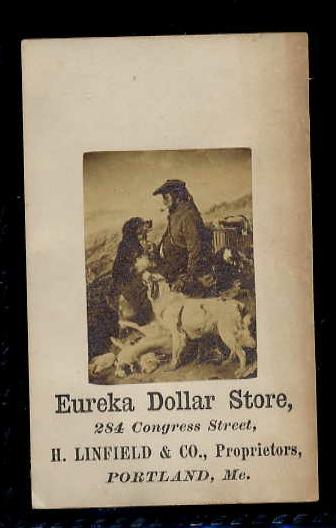 Eureka Dollar Store,
284 Congress Street,
H. LINFIELD & CO., Proprietors,
PORTLAND, Me.